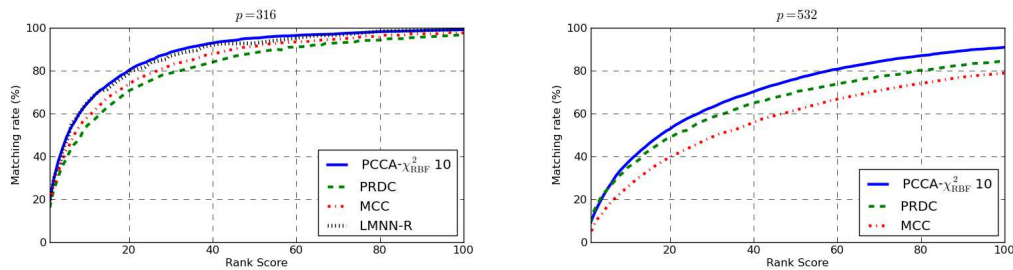 p=316
100
80
60
40
20
0
Matching rate (%)
20 40 60 80 100
Rank Score
PCCA-χ²RBF 10
PRDC
MCC
LMNN-R
p=532
100
80
60
40
20
0
Matching rate (%)
20 40 60 80 100
Rank Score
PCCA-χ²RBF 10
PRDC
MCC